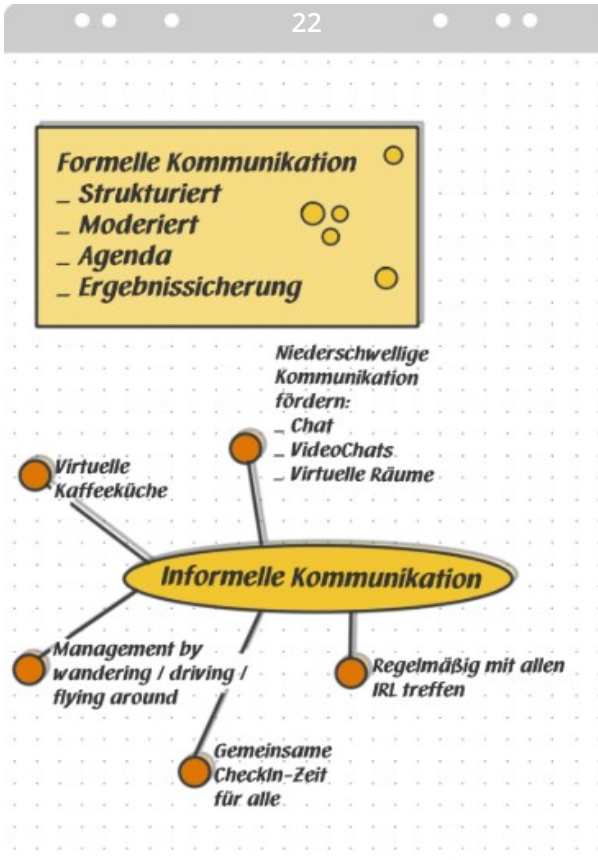 22
Formelle Kommunikation
_ Strukturiert
_ Moderiert
_ Agenda
_ Ergebnissicherung
Niederschwellige
Kommunikation
fördern:
_ Chat
_ VideoChats
_ Virtuelle Räume
Virtuelle
Kaffeeküche
Informelle Kommunikation
Management by
wandering / driving /
flying around
Regelmäßig mit allen
IRL treffen
Gemeinsame
CheckIn-Zeit
für alle